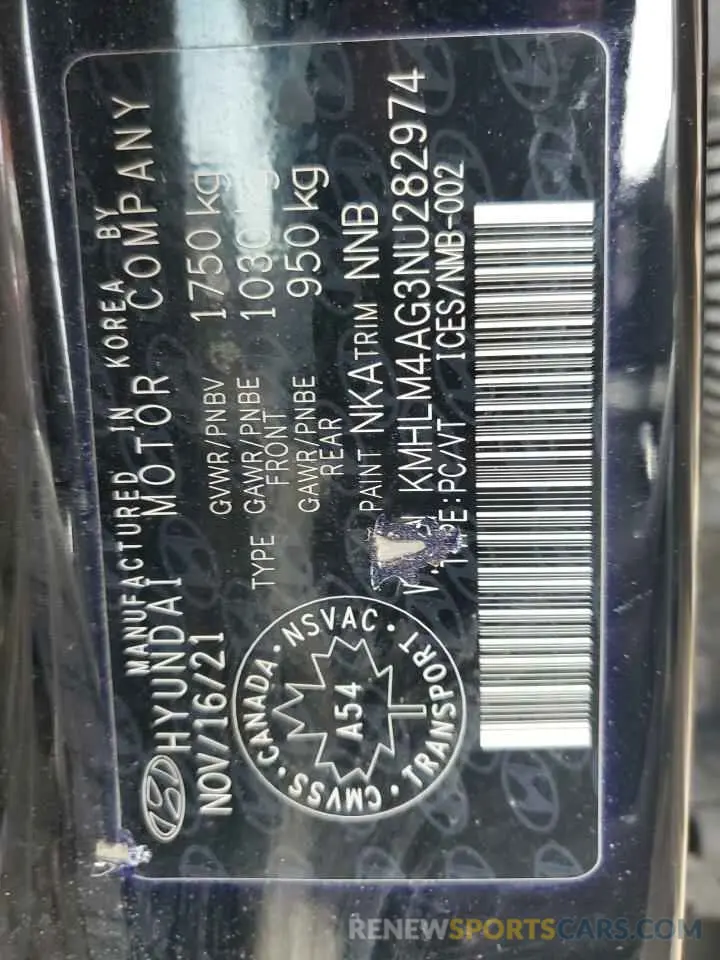 MANUFACTURED IN KOREA BY
HYUNDAI MOTOR COMPANY
NOV/16/21
GVWR/PNBV 1750 kg
TYPE GAWR/PNBE FRONT 1030 kg
GAWR/PNBE REAR 950 kg
PAINT NKA TRIM NNB
KMHLM4AG3NU282974
TYPE:PC/VT ICES/NMB-002
CANADA · NSVAC · TRANSPORT · CMVSS ·
A54
RENEWSPORTSCARS.COM